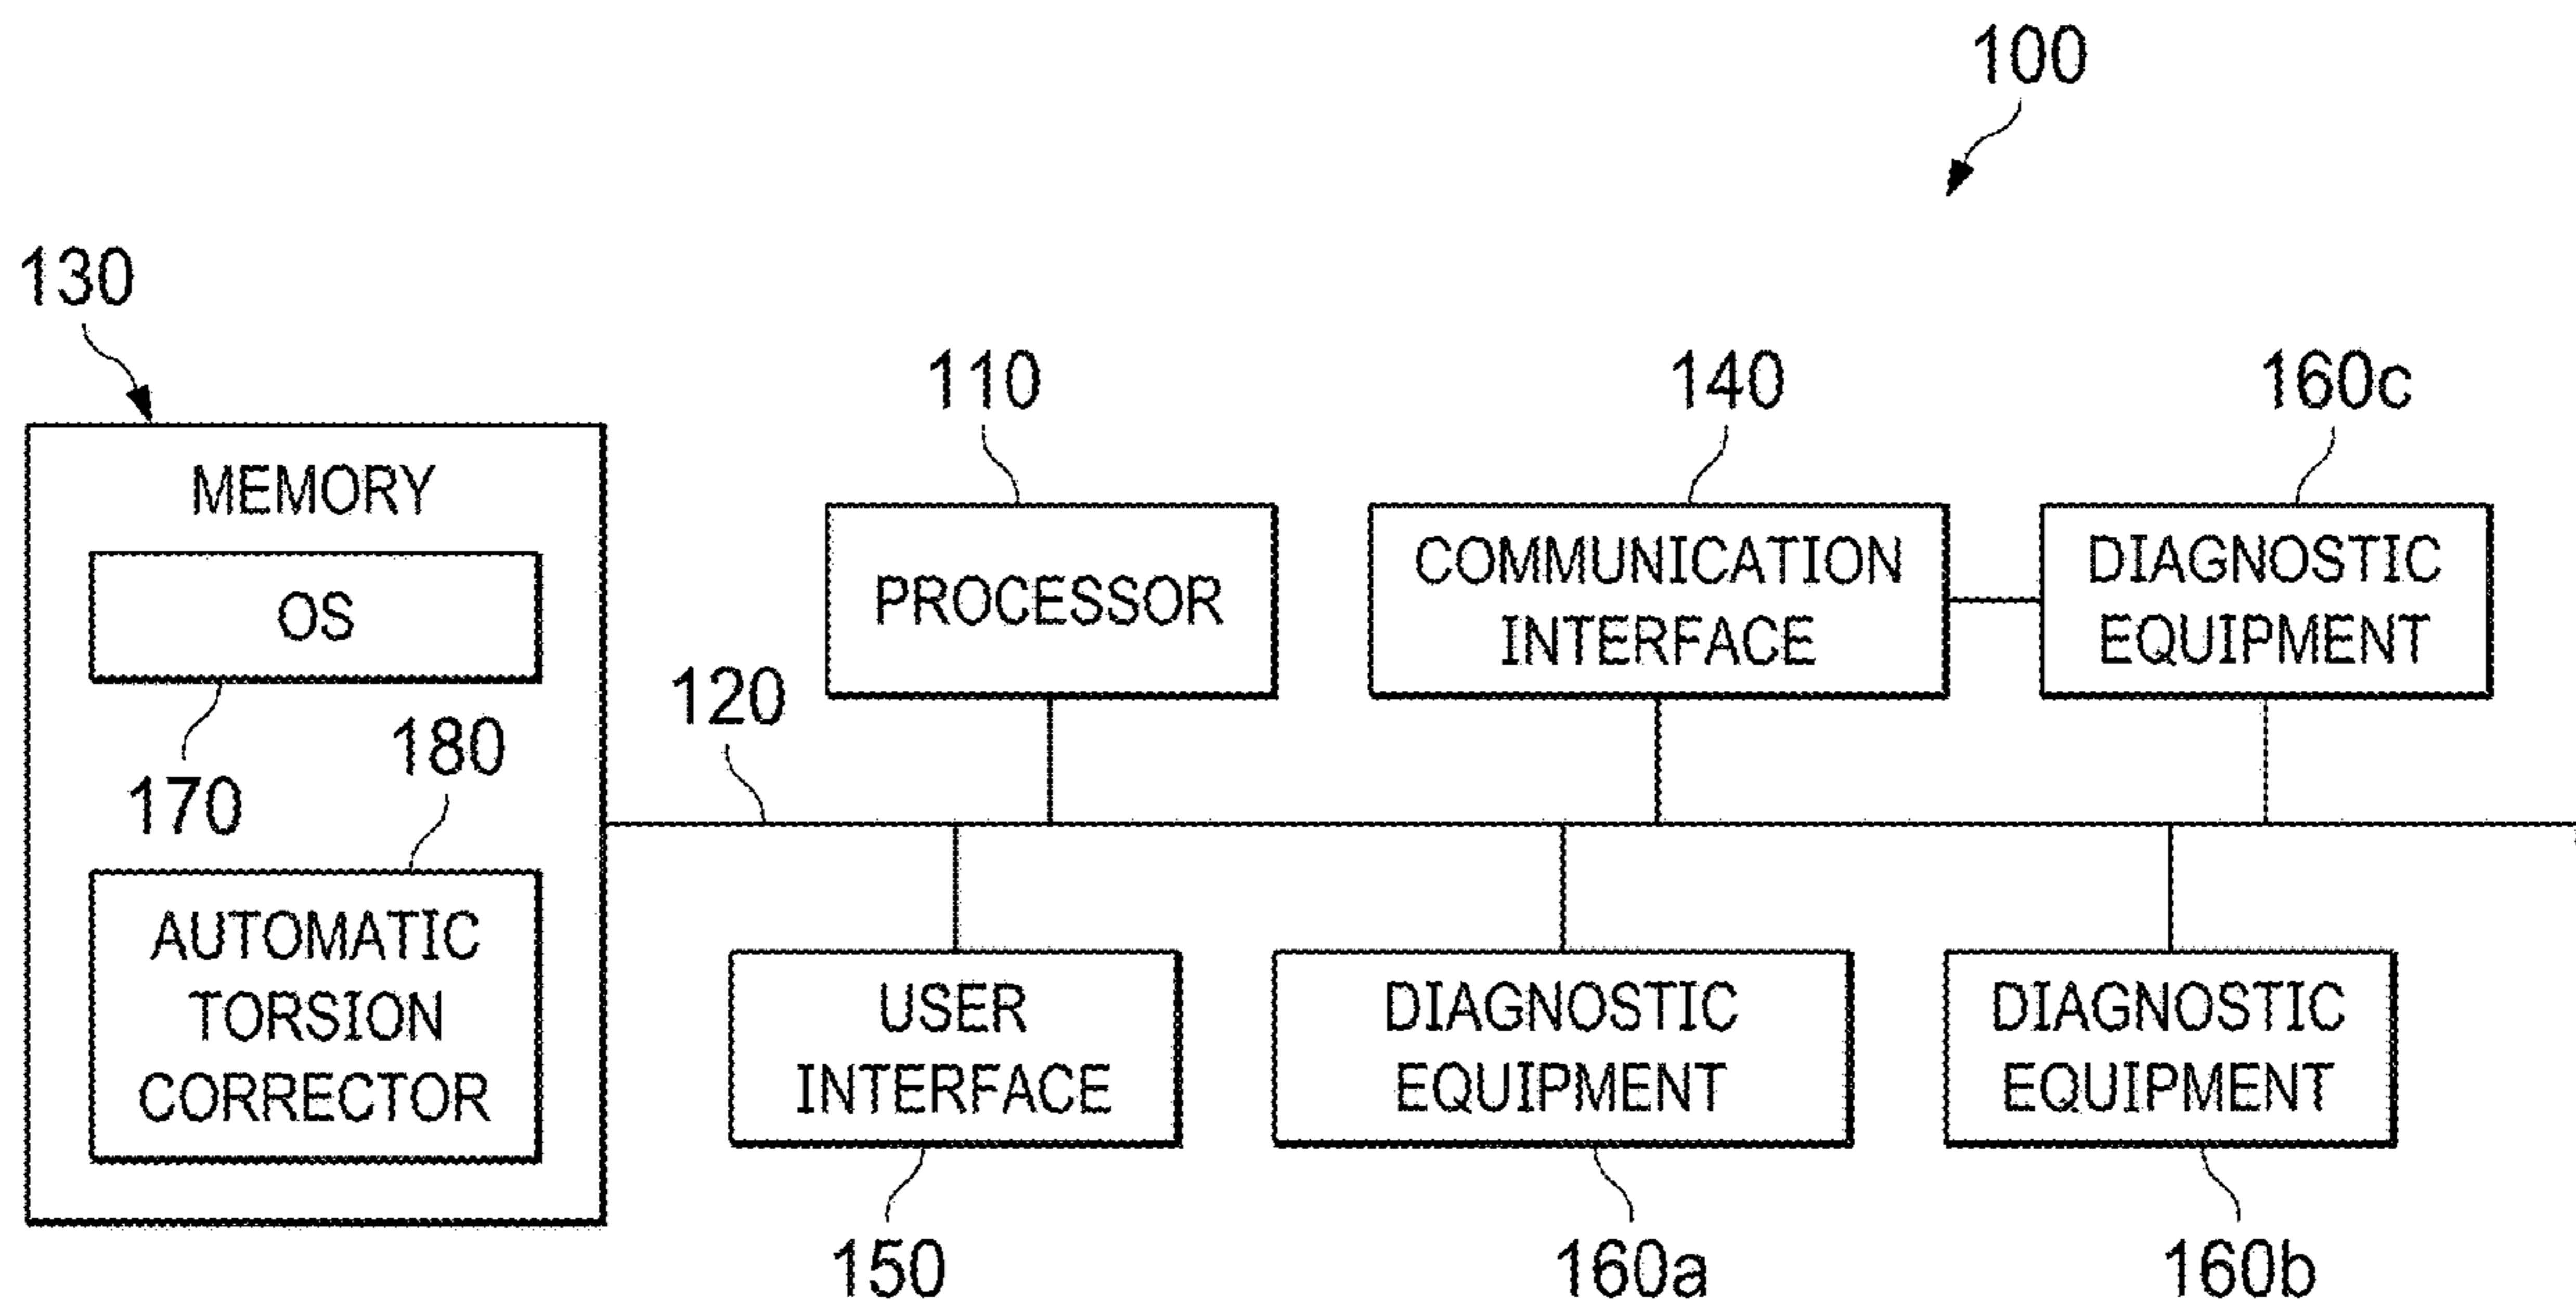 100
130
110
140
160c
MEMORY
OS
170
180
AUTOMATIC
TORSION
CORRECTOR
120
PROCESSOR
COMMUNICATION
INTERFACE
DIAGNOSTIC
EQUIPMENT
USER
INTERFACE
DIAGNOSTIC
EQUIPMENT
DIAGNOSTIC
EQUIPMENT
150
160a
160b